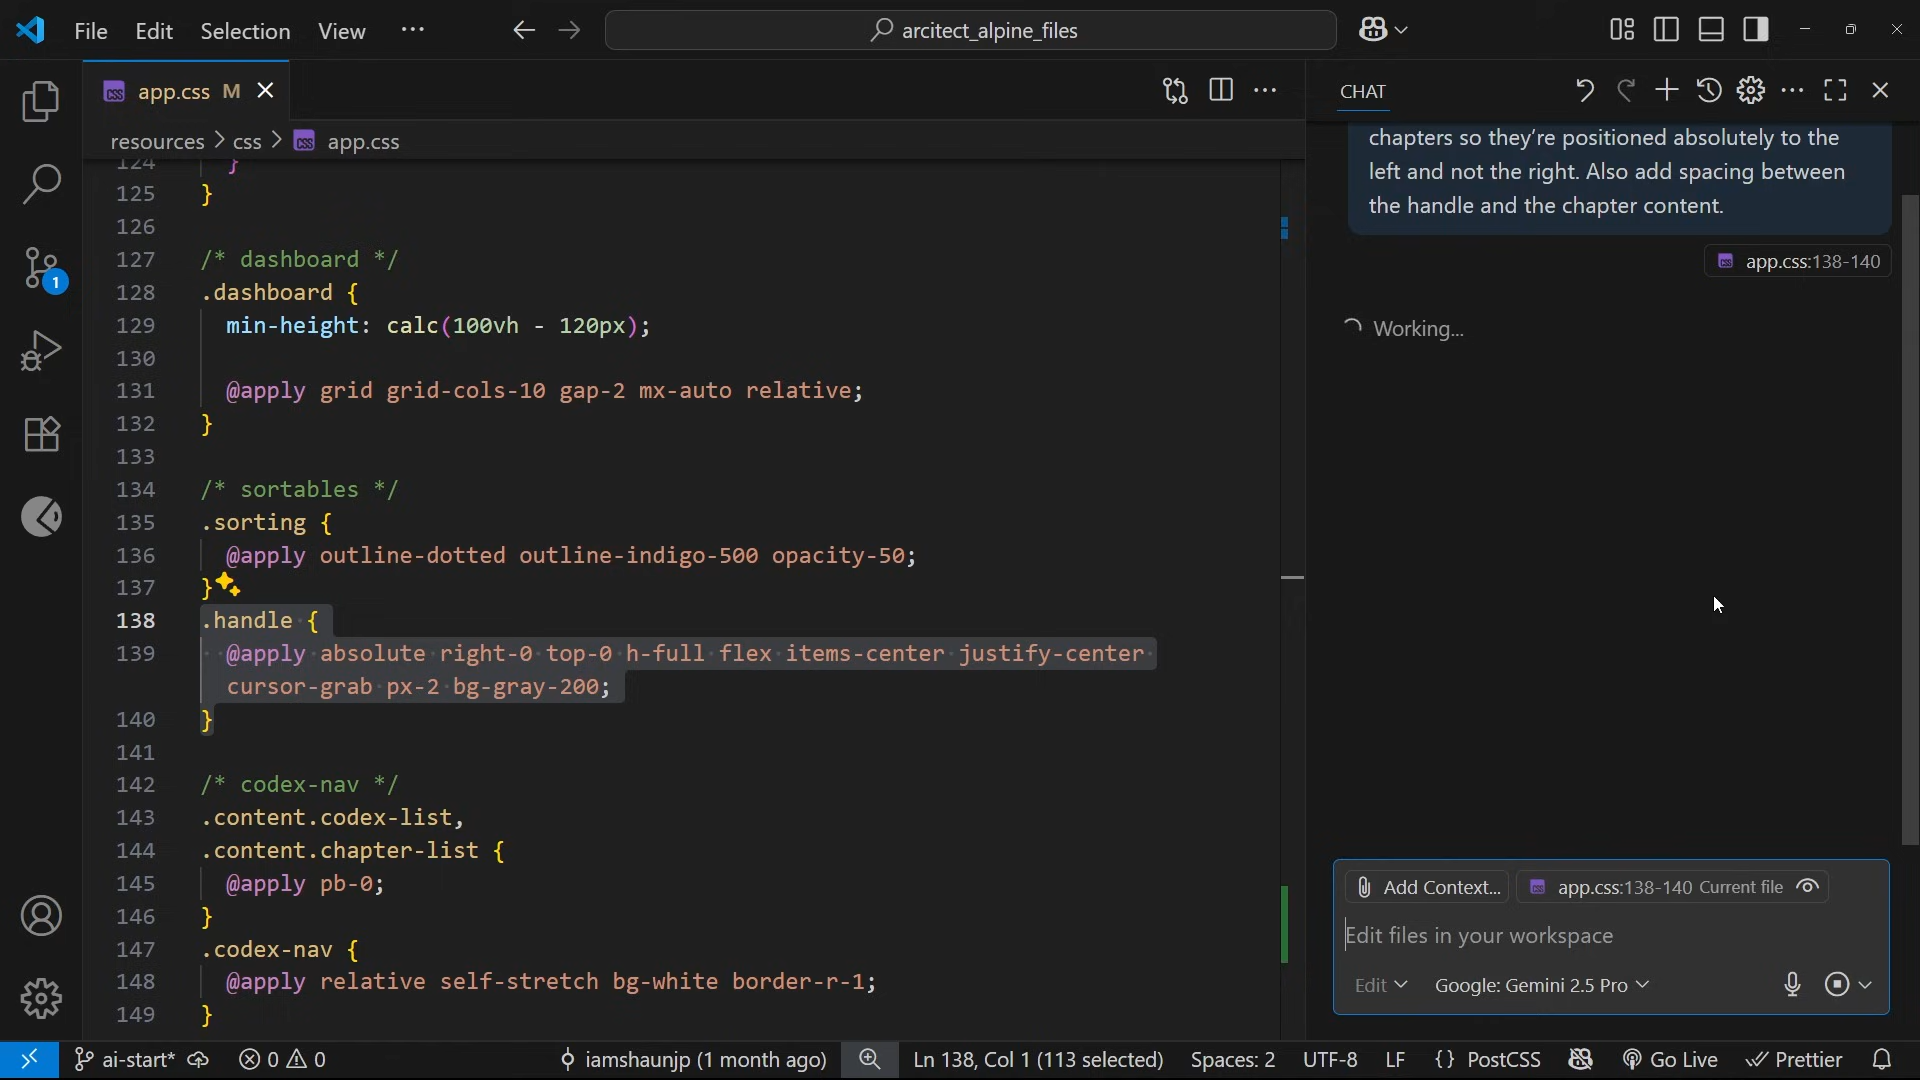 File Edit Selection View ···
arcitect_alpine_files
app.css M
resources > css > app.css
CHAT
124 }
125 }
126
127 /* dashboard */
128 .dashboard {
129 min-height: calc(100vh - 120px);
130
131 @apply grid grid-cols-10 gap-2 mx-auto relative;
132 }
133
134 /* sortables */
135 .sorting {
136 @apply outline-dotted outline-indigo-500 opacity-50;
137 }
138 .handle {
139 @apply absolute right-0 top-0 h-full flex items-center justify-center
cursor-grab px-2 bg-gray-200;
140 }
141
142 /* codex-nav */
143 .content.codex-list,
144 .content.chapter-list {
145 @apply pb-0;
146 }
147 .codex-nav {
148 @apply relative self-stretch bg-white border-r-1;
149 }
chapters so they're positioned absolutely to the
left and not the right. Also add spacing between
the handle and the chapter content.
app.css:138-140
Working...
Add Context... app.css:138-140 Current file
Edit files in your workspace
Edit Google: Gemini 2.5 Pro
1
ai-start* 0 0 iamshaunjp (1 month ago) Ln 138, Col 1 (113 selected) Spaces: 2 UTF-8 LF {} PostCSS Go Live Prettier